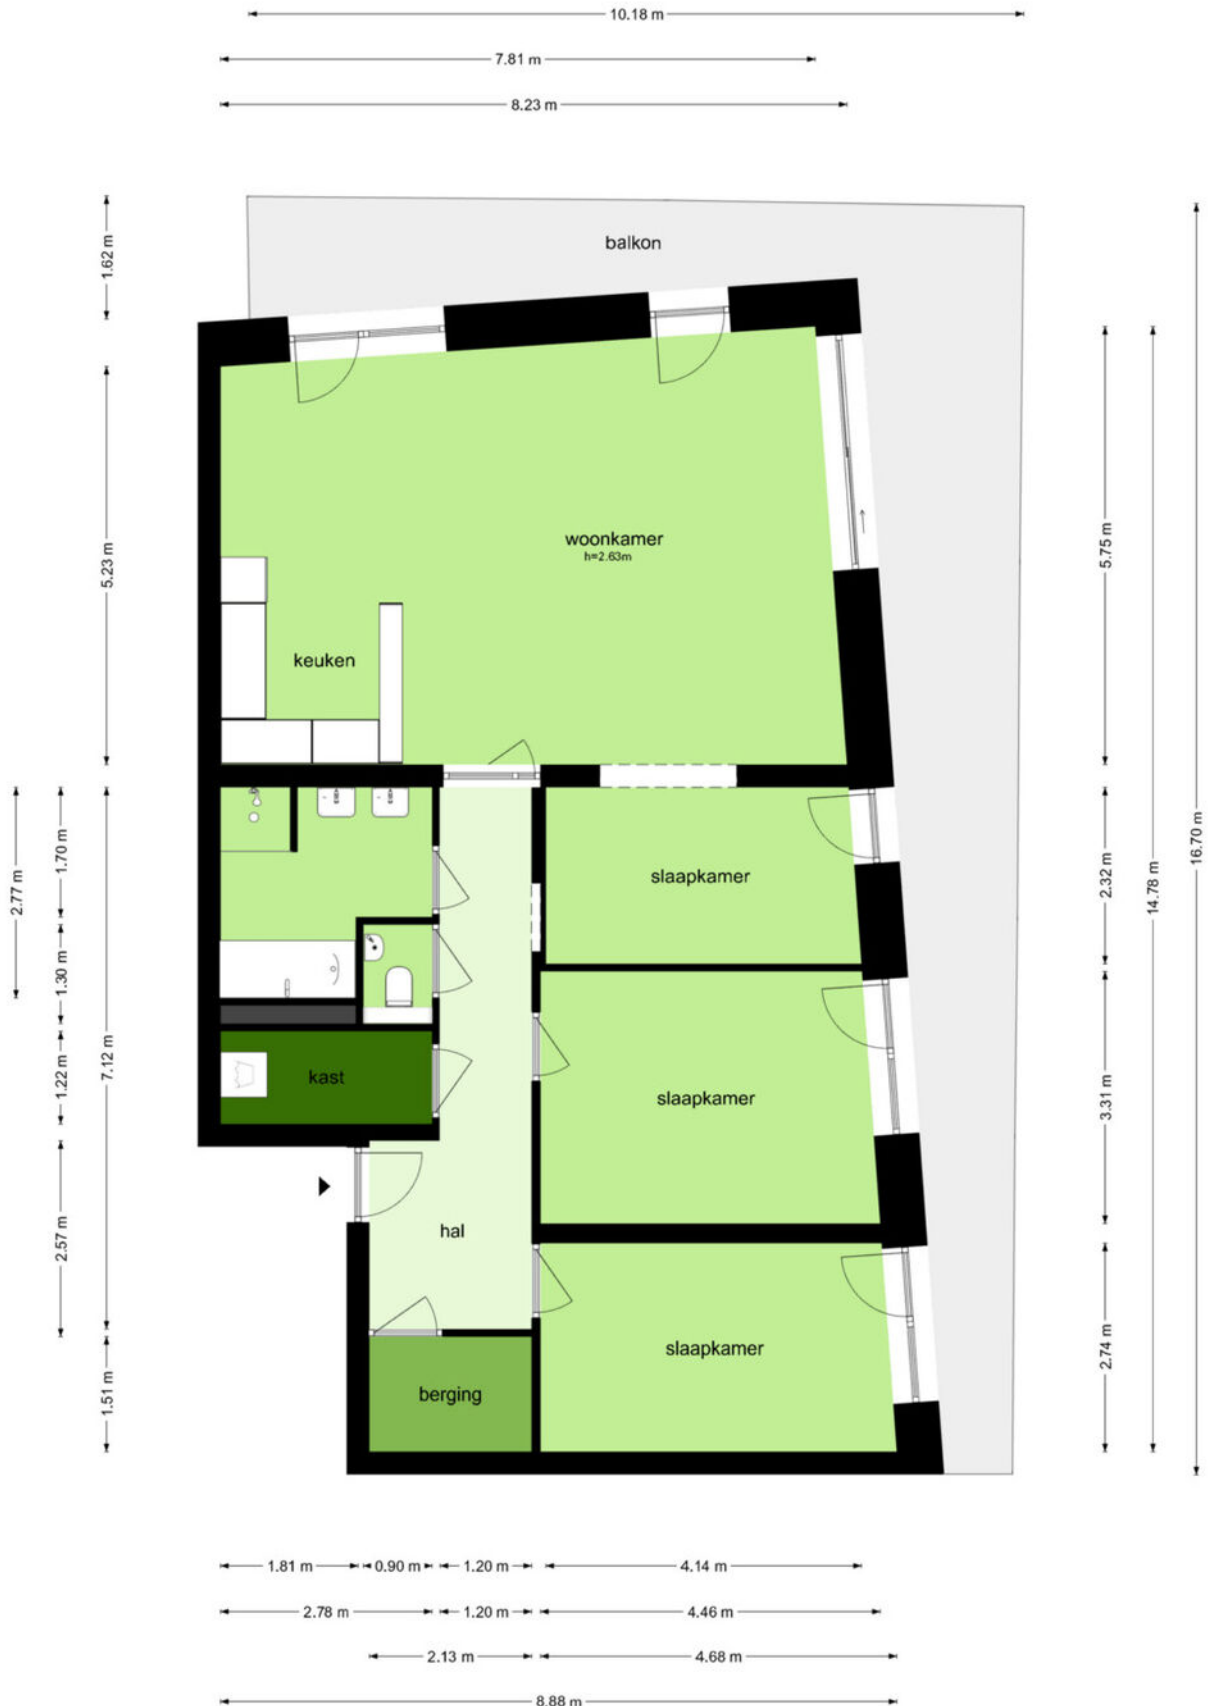 10.18 m
7.81 m
8.23 m
1.62 m
balkon
5.23 m
woonkamer
h=2.63m
5.75 m
keuken
16.70 m
2.77 m
1.70 m
slaapkamer
2.32 m
14.78 m
1.30 m
7.12 m
1.22 m
kast
slaapkamer
3.31 m
2.57 m
hal
slaapkamer
2.74 m
1.51 m
berging
1.81 m 0.90 m 1.20 m 4.14 m
2.78 m 1.20 m 4.46 m
2.13 m 4.68 m
8.88 m